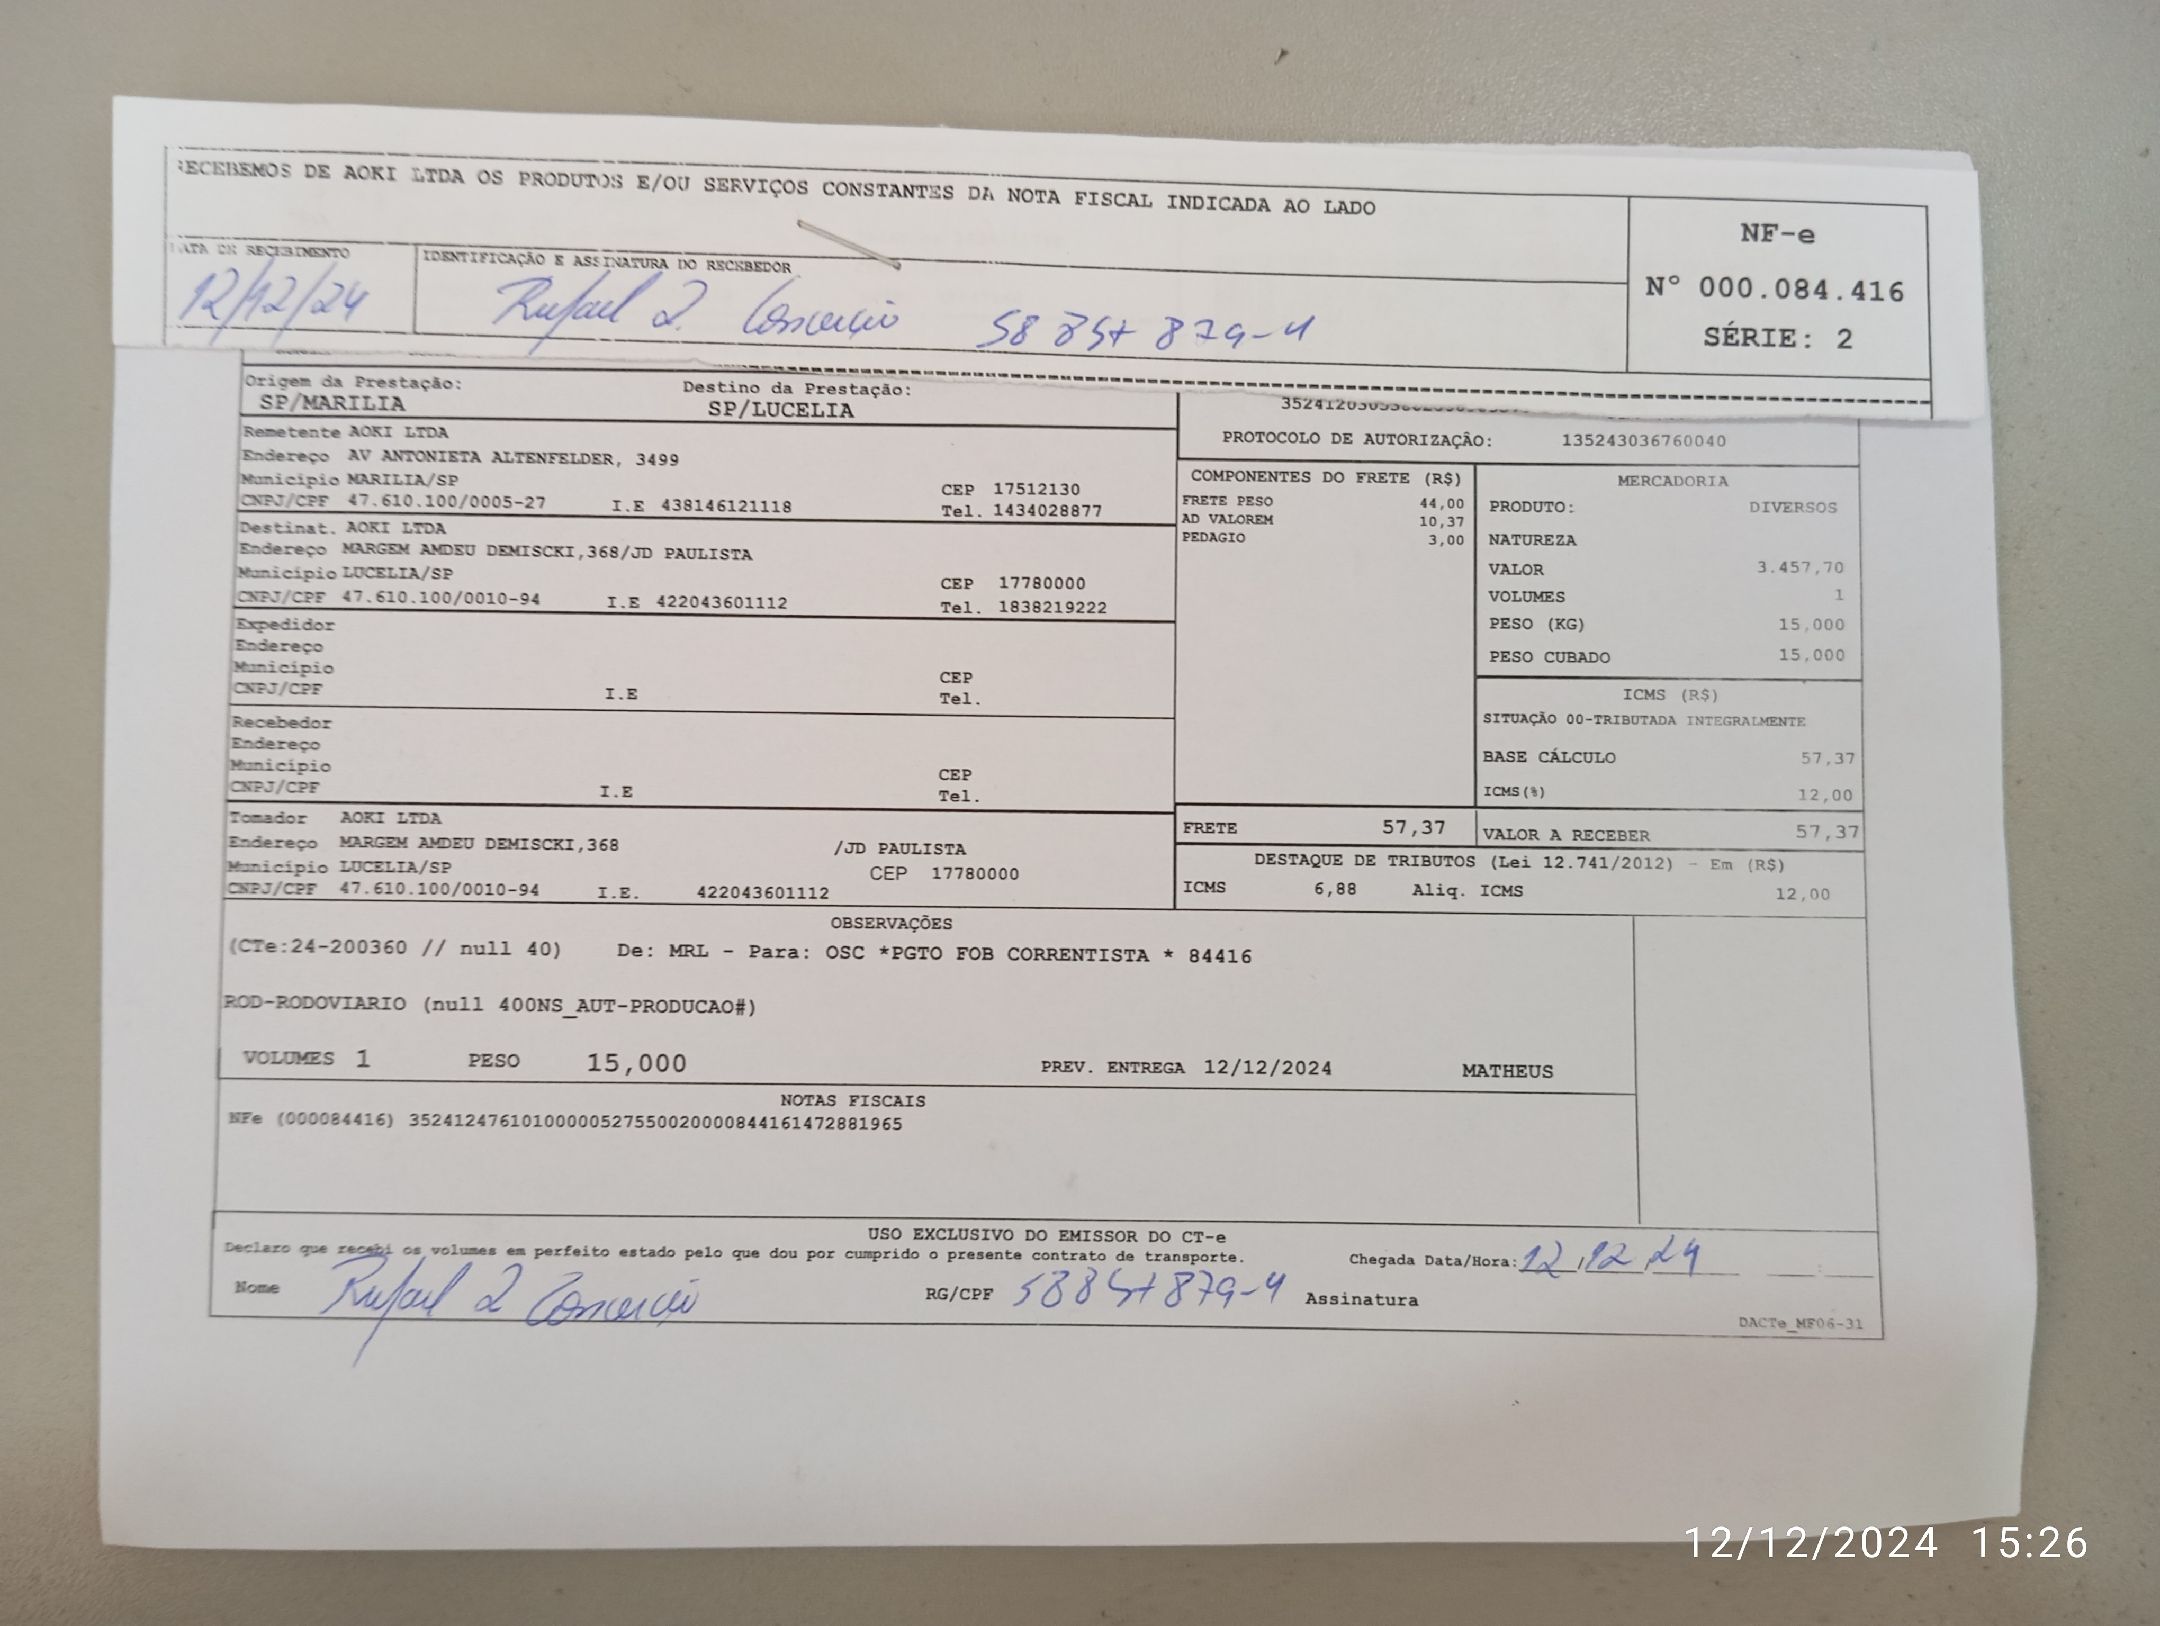 RECEBEMOS DE AOKI LTDA OS PRODUTOS E/OU SERVIÇOS CONSTANTES DA NOTA FISCAL INDICADA AO LADO
NF-e
Nº 000.084.416
SÉRIE: 2
DATA DE RECEBIMENTO
IDENTIFICAÇÃO E ASSINATURA DO RECEBEDOR
12/12/24
Rafael
Origem da Prestação: Destino da Prestação:
SP/MARILIA SP/LUCELIA
PROTOCOLO DE AUTORIZAÇÃO: 135243036760040
Remetente AOKI LTDA
Endereço AV ANTONIETA ALTENFELDER, 3499
Município MARILIA/SP CEP 17512130
CNPJ/CPF 47.610.100/0005-27 I.E 438146121118 Tel. 1434028877
Destinat. AOKI LTDA
Endereço MARGEM AMDEU DEMISCKI,368/JD PAULISTA
Município LUCELIA/SP CEP 17780000
CNPJ/CPF 47.610.100/0010-94 I.E 422043601112 Tel. 1838219222
Expedidor
Endereço
Município CEP
CNPJ/CPF I.E Tel.
Recebedor
Endereço
Município CEP
CNPJ/CPF I.E Tel.
Tomador AOKI LTDA
Endereço MARGEM AMDEU DEMISCKI,368 /JD PAULISTA
Município LUCELIA/SP CEP 17780000
CNPJ/CPF 47.610.100/0010-94 I.E. 422043601112
COMPONENTES DO FRETE (R$)
FRETE PESO 44,00
AD VALOREM 10,37
PEDAGIO 3,00
MERCADORIA
PRODUTO: DIVERSOS
NATUREZA
VALOR 3.457,70
VOLUMES 1
PESO (KG) 15,000
PESO CUBADO 15,000
ICMS (R$)
SITUAÇÃO 00-TRIBUTADA INTEGRALMENTE
BASE CÁLCULO 57,37
ICMS(%) 12,00
FRETE 57,37
VALOR A RECEBER 57,37
DESTAQUE DE TRIBUTOS (Lei 12.741/2012) - Em (R$)
ICMS 6,88 Aliq. ICMS 12,00
OBSERVAÇÕES
(CTe:24-200360 // null 40) De: MRL - Para: OSC *PGTO FOB CORRENTISTA * 84416
ROD-RODOVIARIO (null 400NS_AUT-PRODUCAO#)
VOLUMES 1 PESO 15,000 PREV. ENTREGA 12/12/2024 MATHEUS
NOTAS FISCAIS
NFe (000084416) 35241247610100000527550020000844161472881965
USO EXCLUSIVO DO EMISSOR DO CT-e
Declaro que recebi os volumes em perfeito estado pelo que dou por cumprido o presente contrato de transporte.
Chegada Data/Hora: 12,12,24
Nome Rafael RG/CPF Assinatura
DACTe_MF06-31
12/12/2024 15:26